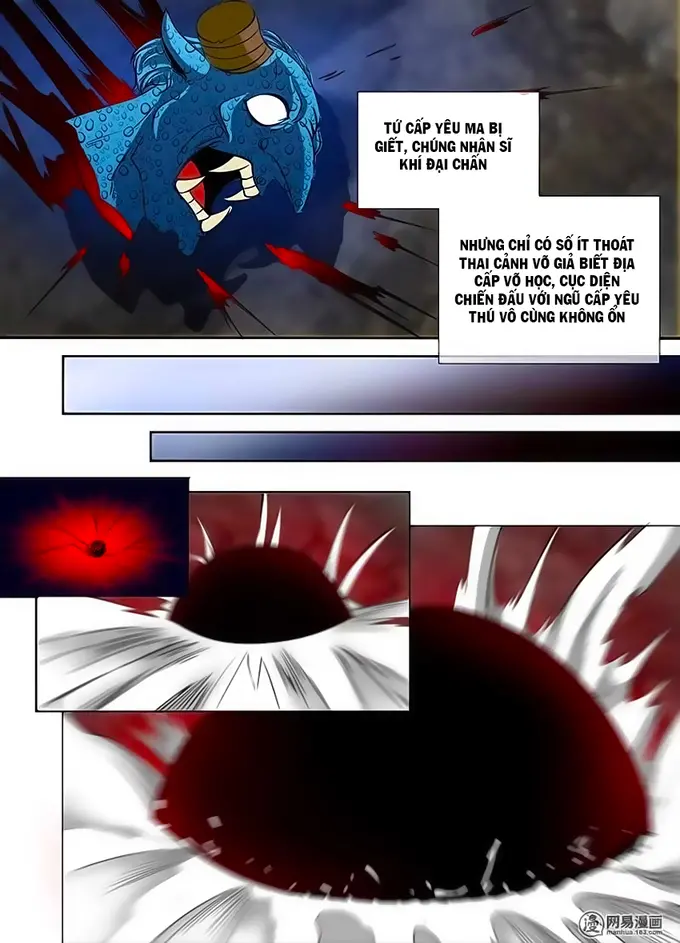 TỨ CẤP YÊU MA BỊ
GIẾT, CHÚNG NHÂN SĨ
KHÍ ĐẠI CHẤN
NHƯNG CHỈ CÓ SỐ ÍT THOÁT
THAI CẢNH VÕ GIẢ BIẾT ĐỊA
CẤP VÕ HỌC, CỤC DIỆN
CHIẾN ĐẤU VỚI NGŨ CẤP YÊU
THÚ VÔ CÙNG KHÔNG ỔN
漫 网易漫画
manhua.163.com